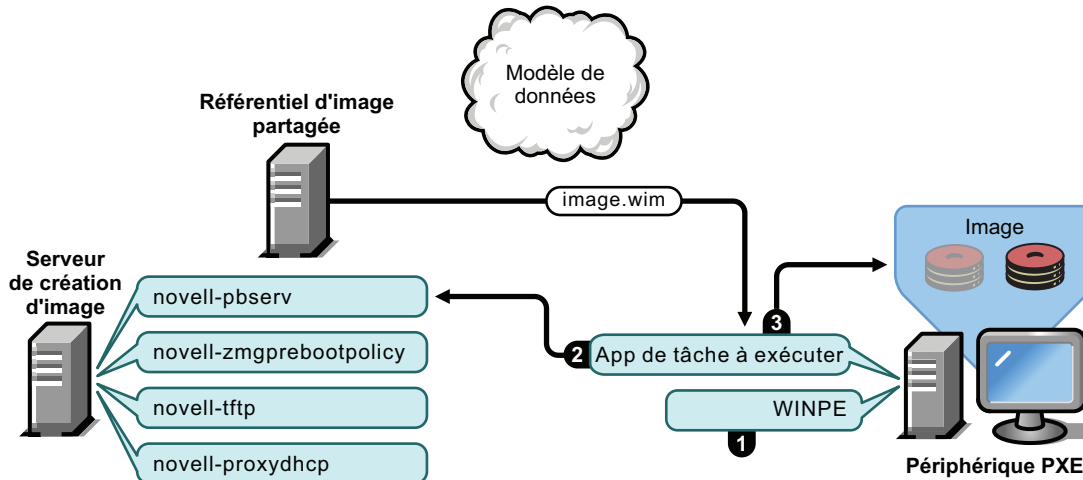 Modèle de
données
Référentiel d'image
partagée
image.wim
Image
Serveur
de création
d'image
novell-pbserv
novell-zmgprebootpolicy
novell-tftp
novell-proxydhcp
3
2
App de tâche à exécuter
WINPE
1
Périphérique PXE